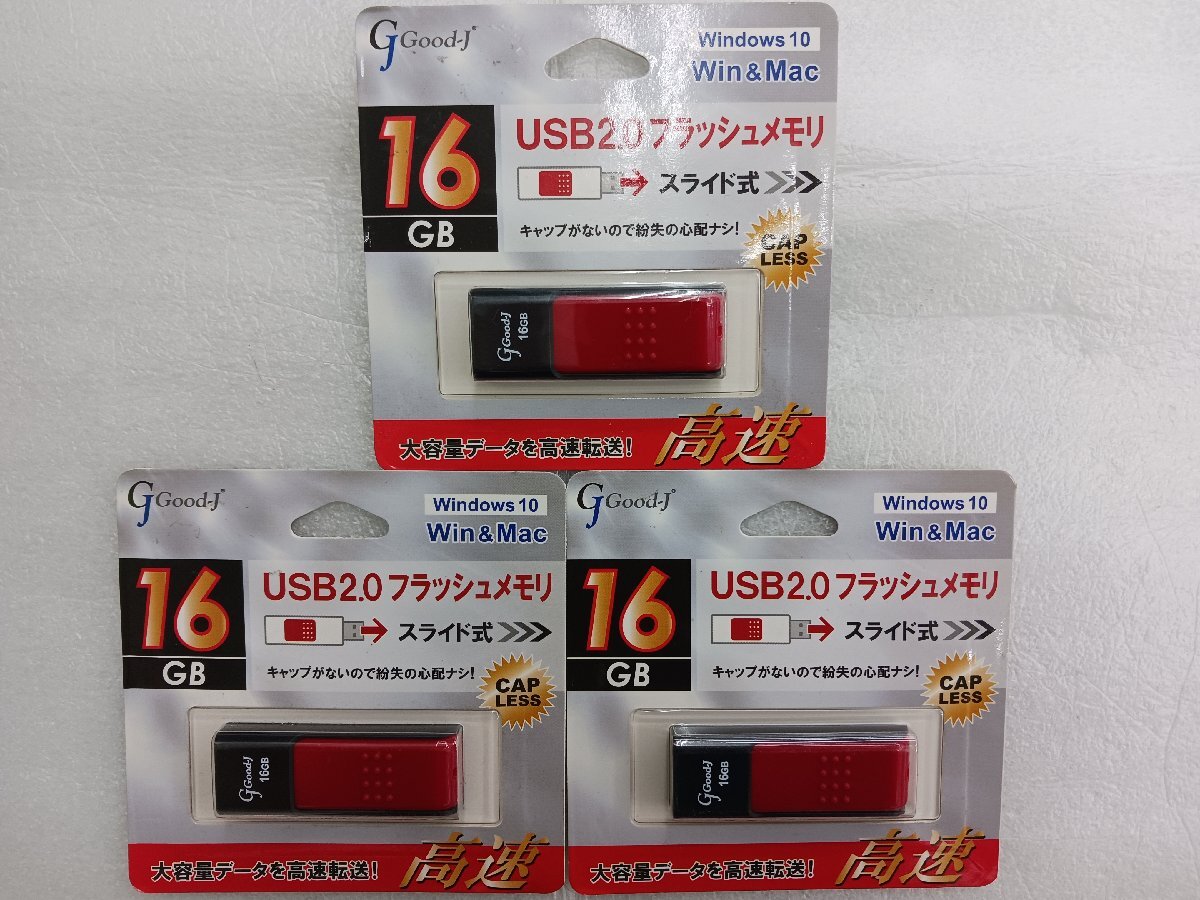 Good-J
Windows 10
Win&Mac
16
GB
USB2.0 フラッシュメモリ
スライド式
キャップがないので紛失の心配ナシ!
CAP
LESS
Good-J
16GB
大容量データを高速転送!
高速
Good-J
Windows 10
Win&Mac
16
GB
USB2.0 フラッシュメモリ
スライド式
キャップがないので紛失の心配ナシ!
CAP
LESS
Good-J
16GB
大容量データを高速転送!
高速
Good-J
Windows 10
Win&Mac
16
GB
USB2.0 フラッシュメモリ
スライド式
キャップがないので紛失の心配ナシ!
CAP
LESS
Good-J
16GB
大容量データを高速転送!
高速